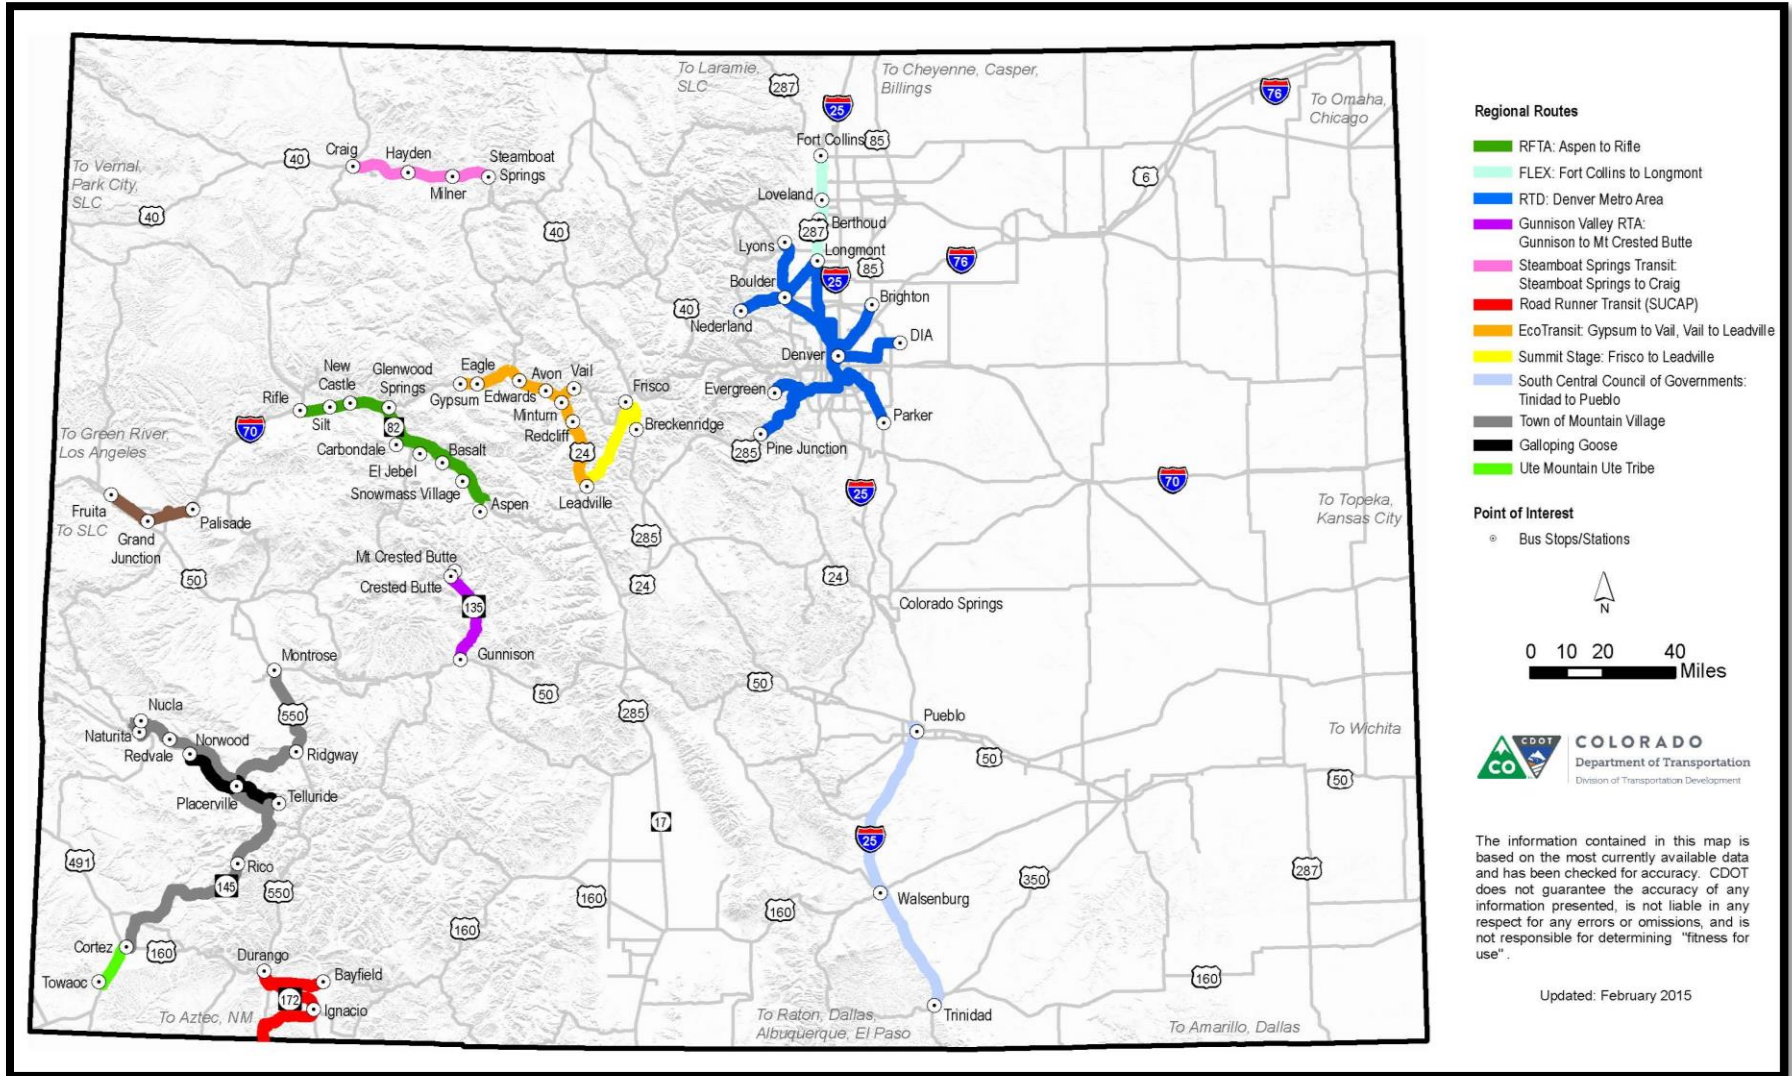 To Laramie,
SLC
287
25
To Cheyenne, Casper,
Billings
76
To Omaha,
Chicago
Fort Collins
85
40
Craig
Hayden
Steamboat
Springs
Milner
To Vernal,
Park City,
SLC
40
40
6
Loveland
Berthoud
287
Lyons
Longmont
25
85
76
Boulder
Brighton
40
Nederland
DIA
Denver
New
Castle
Glenwood
Springs
Eagle
Avon
Vail
Frisco
Evergreen
Rifle
Silt
Gypsum
Edwards
Minturn
Redcliff
Breckenridge
Parker
70
82
24
285
Pine Junction
To Green River,
Los Angeles
Carbondale
Basalt
El Jebel
Snowmass Village
Aspen
Leadville
25
70
To Topeka,
Kansas City
Fruita
To SLC
Palisade
Grand
Junction
285
50
Mt Crested Butte
Crested Butte
24
24
135
Colorado Springs
Montrose
Gunnison
50
50
285
Nucla
Naturita
550
Norwood
Redvale
Ridgway
Pueblo
To Wichita
50
50
Placerville
Telluride
17
25
491
Rico
145
550
160
350
287
Walsenburg
160
160
Cortez
160
Durango
Towaoc
Bayfield
172
Ignacio
160
To Aztec, NM
To Raton, Dallas,
Albuquerque, El Paso
Trinidad
To Amarillo, Dallas
Regional Routes
RFTA: Aspen to Rifle
FLEX: Fort Collins to Longmont
RTD: Denver Metro Area
Gunnison Valley RTA:
Gunnison to Mt Crested Butte
Steamboat Springs Transit:
Steamboat Springs to Craig
Road Runner Transit (SUCAP)
EcoTransit: Gypsum to Vail, Vail to Leadville
Summit Stage: Frisco to Leadville
South Central Council of Governments:
Tinidad to Pueblo
Town of Mountain Village
Galloping Goose
Ute Mountain Ute Tribe
Point of Interest
Bus Stops/Stations
N
0 10 20 40
Miles
CO
CDOT
COLORADO
Department of Transportation
Division of Transportation Development
The information contained in this map is
based on the most currently available data
and has been checked for accuracy. CDOT
does not guarantee the accuracy of any
information presented, is not liable in any
respect for any errors or omissions, and is
not responsible for determining "fitness for
use".
Updated: February 2015